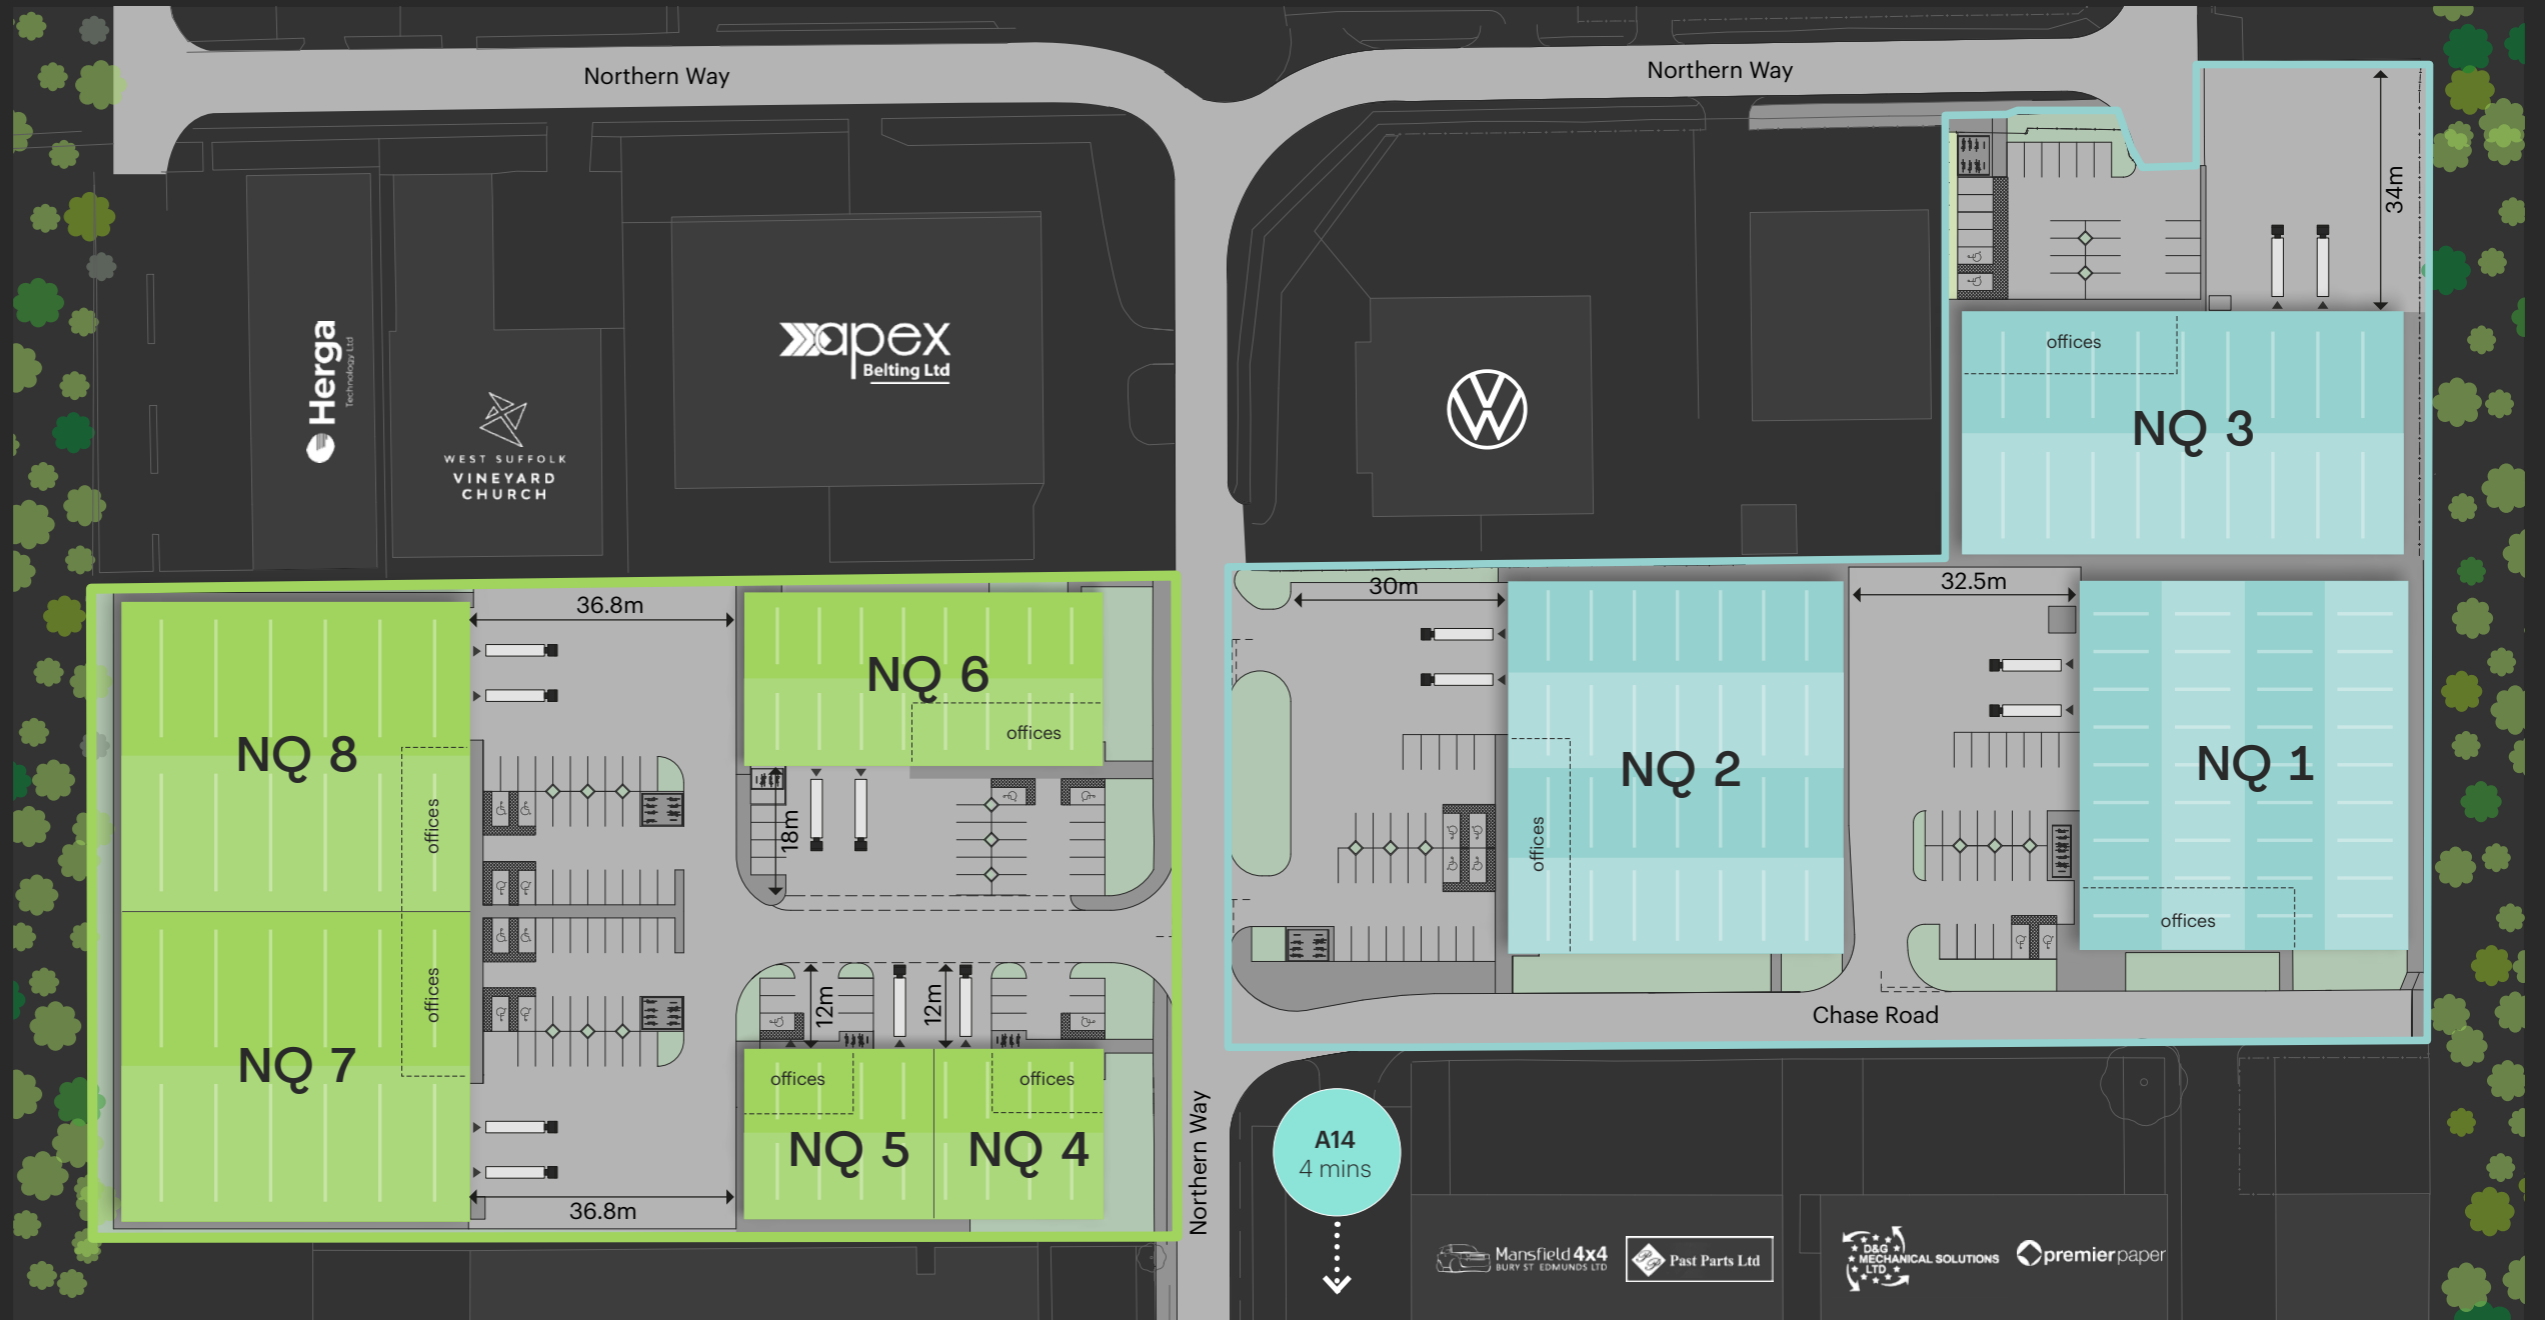 Northern Way
Northern Way
34m
offices
NQ 3
Herga
Technology Ltd
WEST SUFFOLK
VINEYARD
CHURCH
apex
Belting Ltd
VW
36.8m
NQ 8
offices
NQ 6
offices
18m
30m
NQ 2
offices
32.5m
NQ 1
offices
offices
NQ 7
36.8m
12m
12m
offices
offices
NQ 5
NQ 4
Chase Road
Northern Way
A14
4 mins
Mansfield 4x4
BURY ST EDMUNDS LTD
Past Parts Ltd
D&G
MECHANICAL SOLUTIONS
LTD
premierpaper